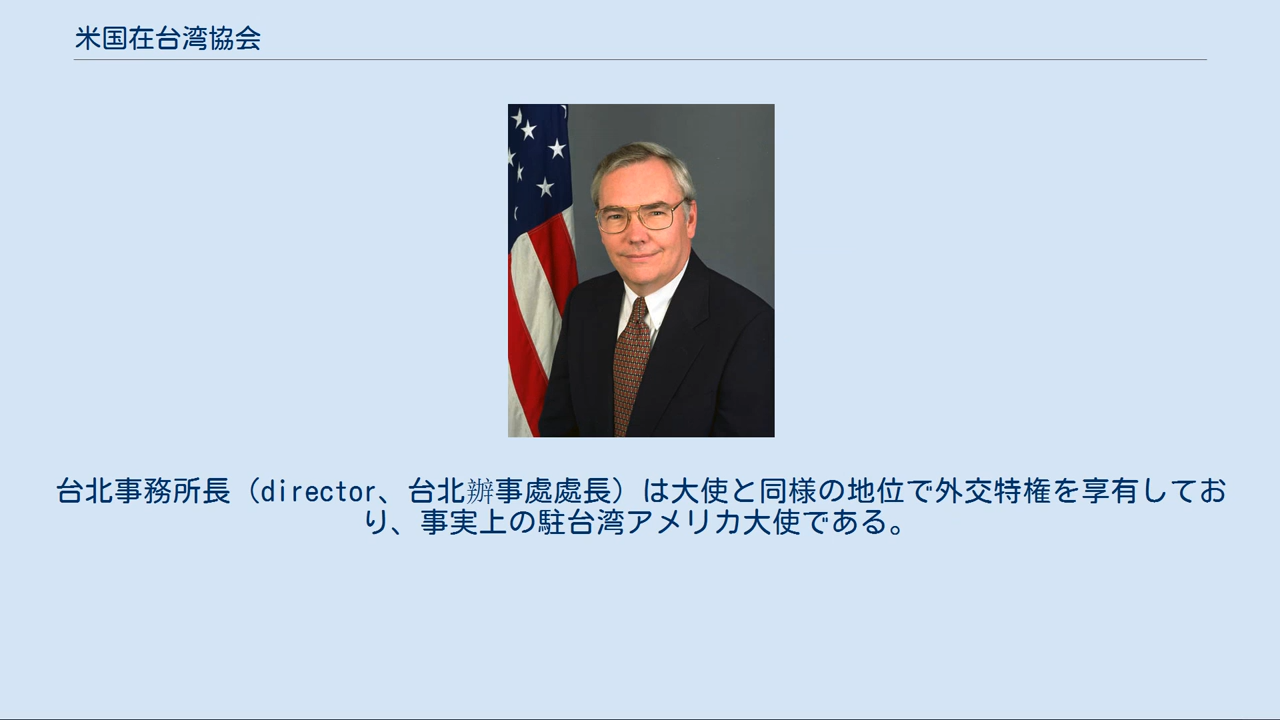 米国在台湾協会
台北事務所長（director、台北辦事處處長）は大使と同様の地位で外交特権を享有してお
り、事実上の駐台湾アメリカ大使である。